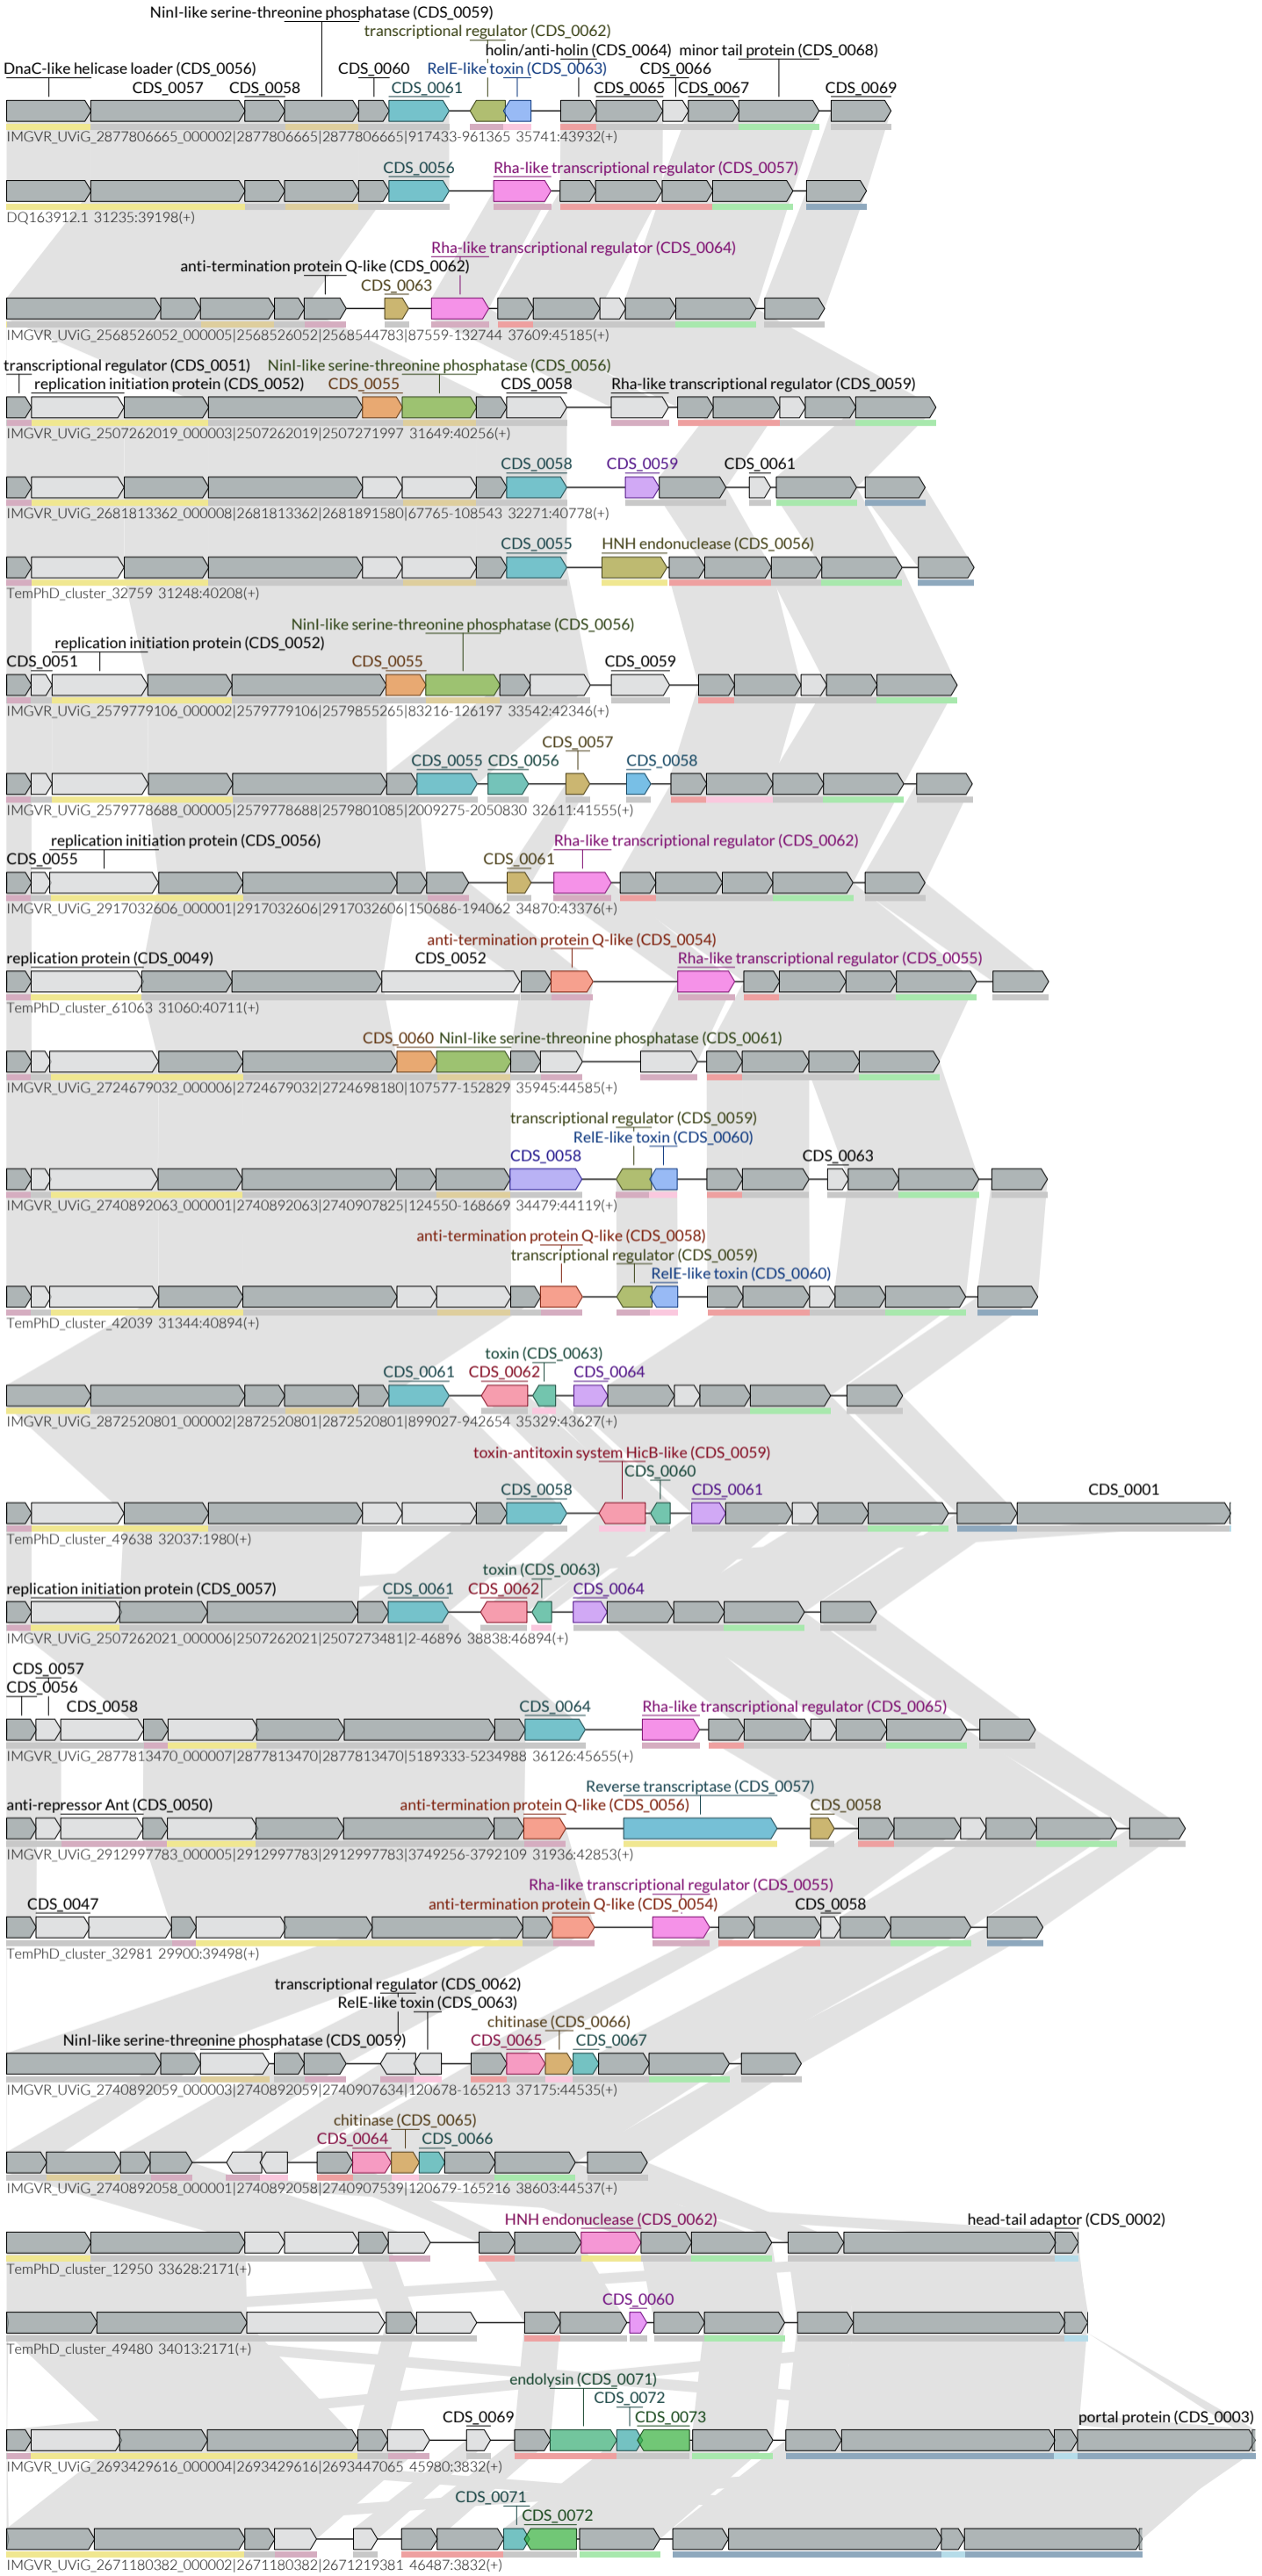 NinI-like serine-threonine phosphatase (CDS_0059)
transcriptional regulator (CDS_0062)
holin/anti-holin (CDS_0064) minor tail protein (CDS_0068)
DnaC-like helicase loader (CDS_0056) CDS_0060 RelE-like toxin (CDS_0063) CDS_0066
CDS_0057 CDS_0058 CDS_0061 CDS_0065 CDS_0067 CDS_0069
IMGVR_UViG_2877806665_000002|2877806665|2877806665|917433-961365 35741:43932(+)
CDS_0056 Rha-like transcriptional regulator (CDS_0057)
DQ163912.1 31235:39198(+)
Rha-like transcriptional regulator (CDS_0064)
anti-termination protein Q-like (CDS_0062)
CDS_0063
IMGVR_UViG_2568526052_000005|2568526052|2568544783|87559-132744 37609:45185(+)
transcriptional regulator (CDS_0051) NinI-like serine-threonine phosphatase (CDS_0056)
replication initiation protein (CDS_0052) CDS_0055 CDS_0058 Rha-like transcriptional regulator (CDS_0059)
IMGVR_UViG_2507262019_000003|2507262019|2507271997 31649:40256(+)
CDS_0058 CDS_0059 CDS_0061
IMGVR_UViG_2681813362_000008|2681813362|2681891580|67765-108543 32271:40778(+)
CDS_0055 HNH endonuclease (CDS_0056)
TemPhD_cluster_32759 31248:40208(+)
NinI-like serine-threonine phosphatase (CDS_0056)
replication initiation protein (CDS_0052)
CDS_0051 CDS_0055 CDS_0059
IMGVR_UViG_2579779106_000002|2579779106|2579855265|83216-126197 33542:42346(+)
CDS_0057
CDS_0055 CDS_0056 CDS_0058
IMGVR_UViG_2579778688_000005|2579778688|2579801085|2009275-2050830 32611:41555(+)
replication initiation protein (CDS_0056) Rha-like transcriptional regulator (CDS_0062)
CDS_0055 CDS_0061
IMGVR_UViG_2917032606_000001|2917032606|2917032606|150686-194062 34870:43376(+)
anti-termination protein Q-like (CDS_0054)
replication protein (CDS_0049) CDS_0052 Rha-like transcriptional regulator (CDS_0055)
TemPhD_cluster_61063 31060:40711(+)
CDS_0060 NinI-like serine-threonine phosphatase (CDS_0061)
IMGVR_UViG_2724679032_000006|2724679032|2724698180|107577-152829 35945:44585(+)
transcriptional regulator (CDS_0059)
RelE-like toxin (CDS_0060)
CDS_0058 CDS_0063
IMGVR_UViG_2740892063_000001|2740892063|2740907825|124550-168669 34479:44119(+)
anti-termination protein Q-like (CDS_0058)
transcriptional regulator (CDS_0059)
RelE-like toxin (CDS_0060)
TemPhD_cluster_42039 31344:40894(+)
toxin (CDS_0063)
CDS_0061 CDS_0062 CDS_0064
IMGVR_UViG_2872520801_000002|2872520801|2872520801|899027-942654 35329:43627(+)
toxin-antitoxin system HicB-like (CDS_0059)
CDS_0060
CDS_0058 CDS_0061 CDS_0001
TemPhD_cluster_49638 32037:1980(+)
toxin (CDS_0063)
replication initiation protein (CDS_0057) CDS_0061 CDS_0062 CDS_0064
IMGVR_UViG_2507262021_000006|2507262021|2507273481|2-46896 38838:46894(+)
CDS_0057
CDS_0056
CDS_0058 CDS_0064 Rha-like transcriptional regulator (CDS_0065)
IMGVR_UViG_2877813470_000007|2877813470|2877813470|5189333-5234988 36126:45655(+)
Reverse transcriptase (CDS_0057)
anti-repressor Ant (CDS_0050) anti-termination protein Q-like (CDS_0056) CDS_0058
IMGVR_UViG_2912997783_000005|2912997783|2912997783|3749256-3792109 31936:42853(+)
Rha-like transcriptional regulator (CDS_0055)
CDS_0047 anti-termination protein Q-like (CDS_0054) CDS_0058
TemPhD_cluster_32981 29900:39498(+)
transcriptional regulator (CDS_0062)
RelE-like toxin (CDS_0063)
chitinase (CDS_0066)
NinI-like serine-threonine phosphatase (CDS_0059) CDS_0065 CDS_0067
IMGVR_UViG_2740892059_000003|2740892059|2740907634|120678-165213 37175:44535(+)
chitinase (CDS_0065)
CDS_0064 CDS_0066
IMGVR_UViG_2740892058_000001|2740892058|2740907539|120679-165216 38603:44537(+)
HNH endonuclease (CDS_0062) head-tail adaptor (CDS_0002)
TemPhD_cluster_12950 33628:2171(+)
CDS_0060
TemPhD_cluster_49480 34013:2171(+)
endolysin (CDS_0071)
CDS_0072
CDS_0069 CDS_0073 portal protein (CDS_0003)
IMGVR_UViG_2693429616_000004|2693429616|2693447065 45980:3832(+)
CDS_0071
CDS_0072
IMGVR_UViG_2671180382_000002|2671180382|2671219381 46487:3832(+)